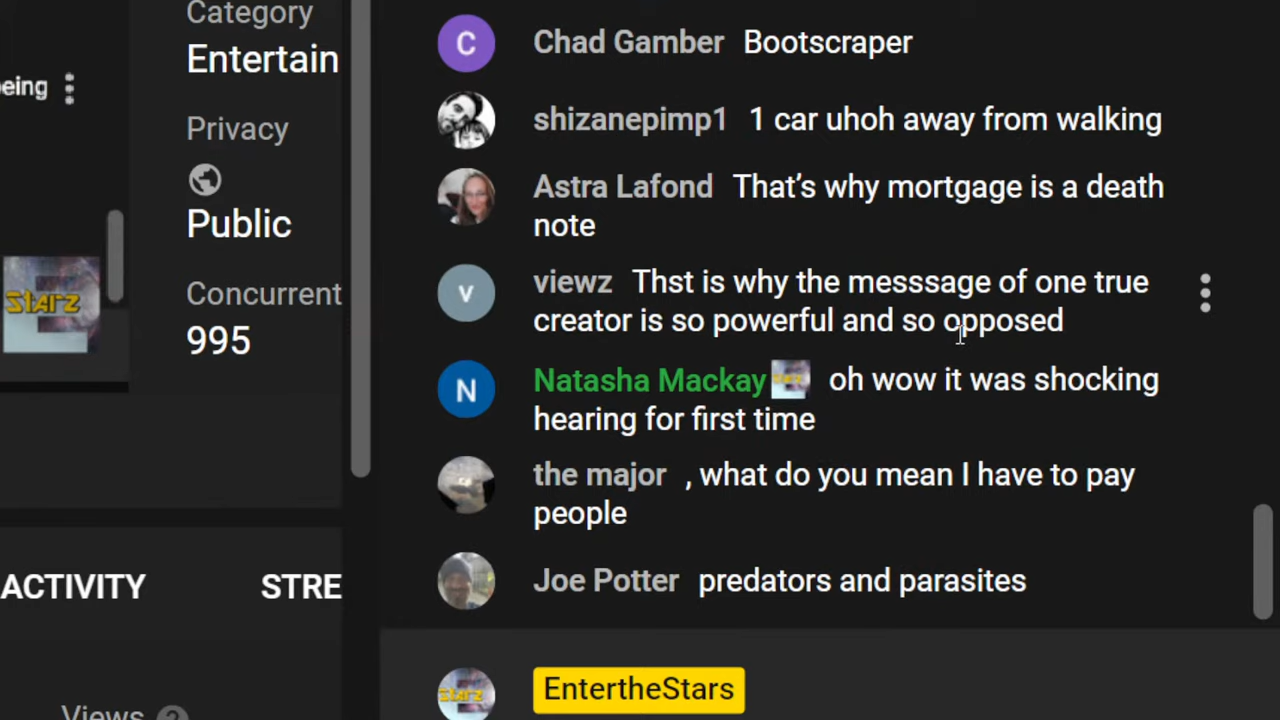 Category
Entertain
eing
Privacy
Public
Concurrent
995
Starz
ACTIVITY
STRE
Views
C
Chad Gamber Bootscraper
shizanepimp1 1 car uhoh away from walking
Astra Lafond That’s why mortgage is a death
note
v
viewz Thst is why the messsage of one true
creator is so powerful and so opposed
N
Natasha Mackay oh wow it was shocking
hearing for first time
the major , what do you mean I have to pay
people
Joe Potter predators and parasites
Starz
EntertheStars